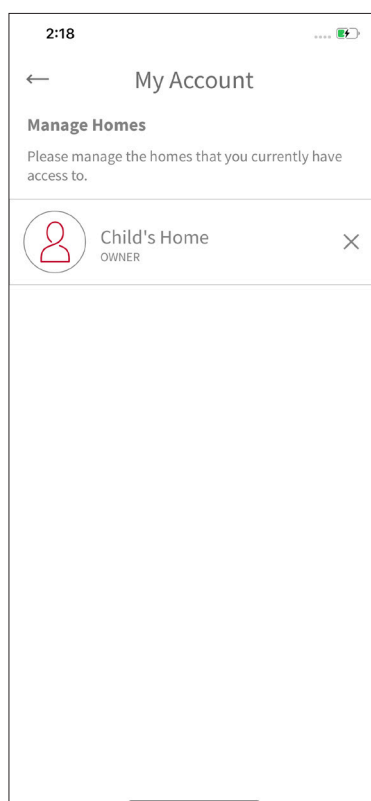 2:18
My Account
Manage Homes
Please manage the homes that you currently have
access to.
Child's Home
OWNER